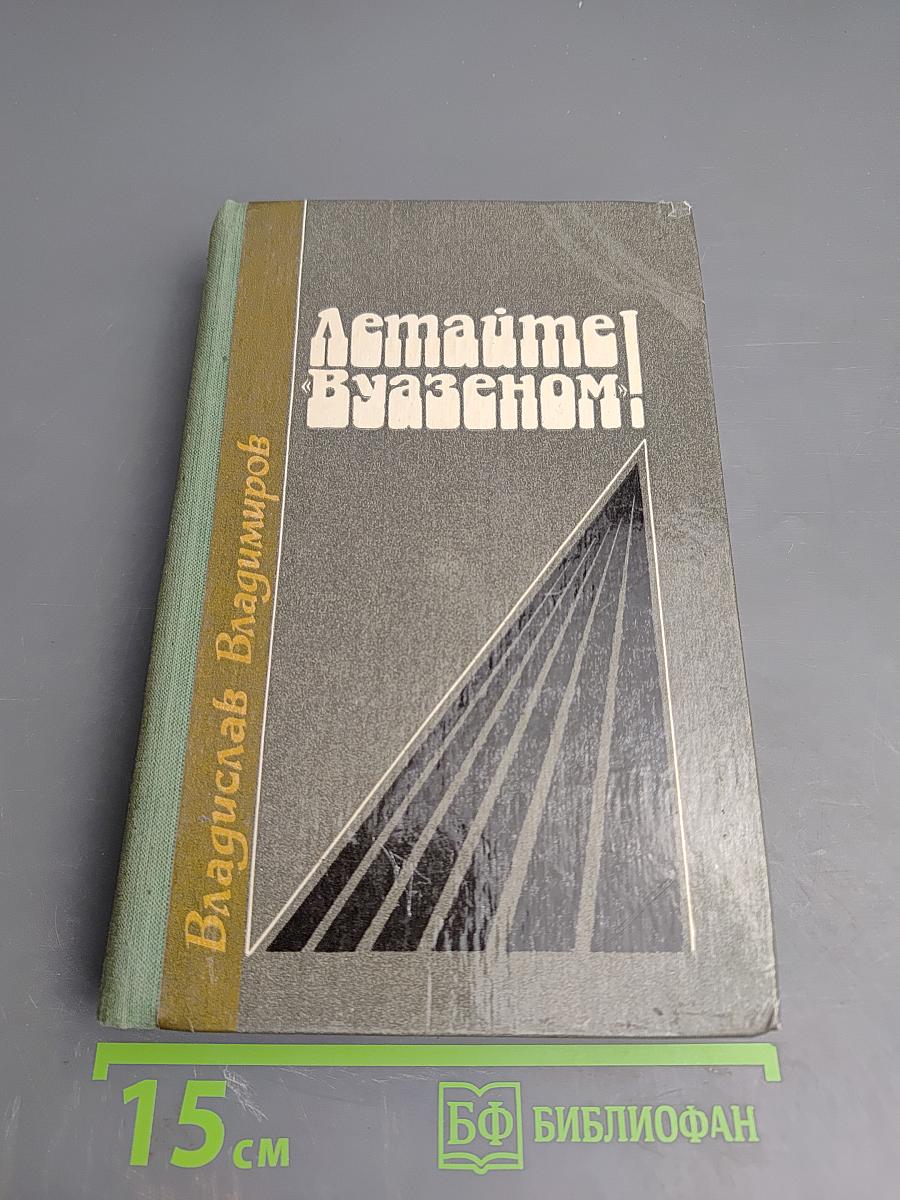 Летайте
«Вуазеном»!
Владислав Владимиров
15 см
БФ БИБЛИОФАН